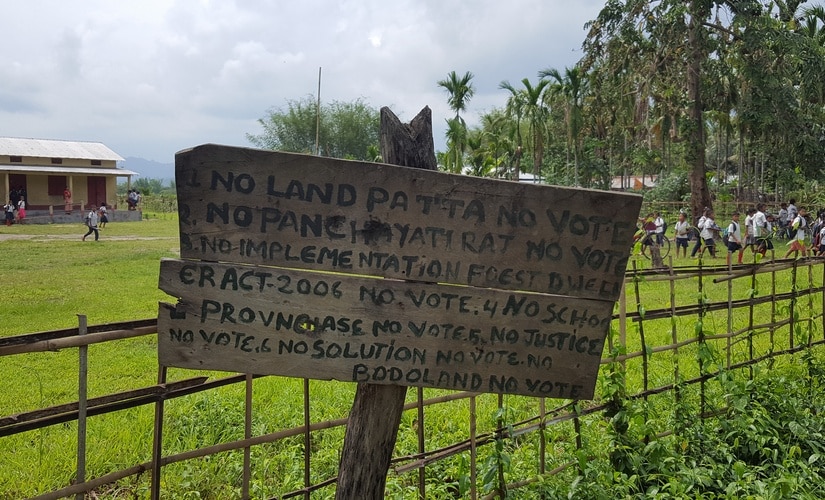 1 NO LAND PATTA NO VOTE
2. NO PANCHAYATI RAT NO VOTE
3. NO IMPLEMENTATION FOEST DWELL
ER ACT-2006 NO. VOTE. 4 NO SCHOO
L PROVNCIASE NO VOTE. 5. NO JUSTICE
NO VOTE. 6 NO SOLUTION NO VOTE. NO
BODOLAND NO VOTE